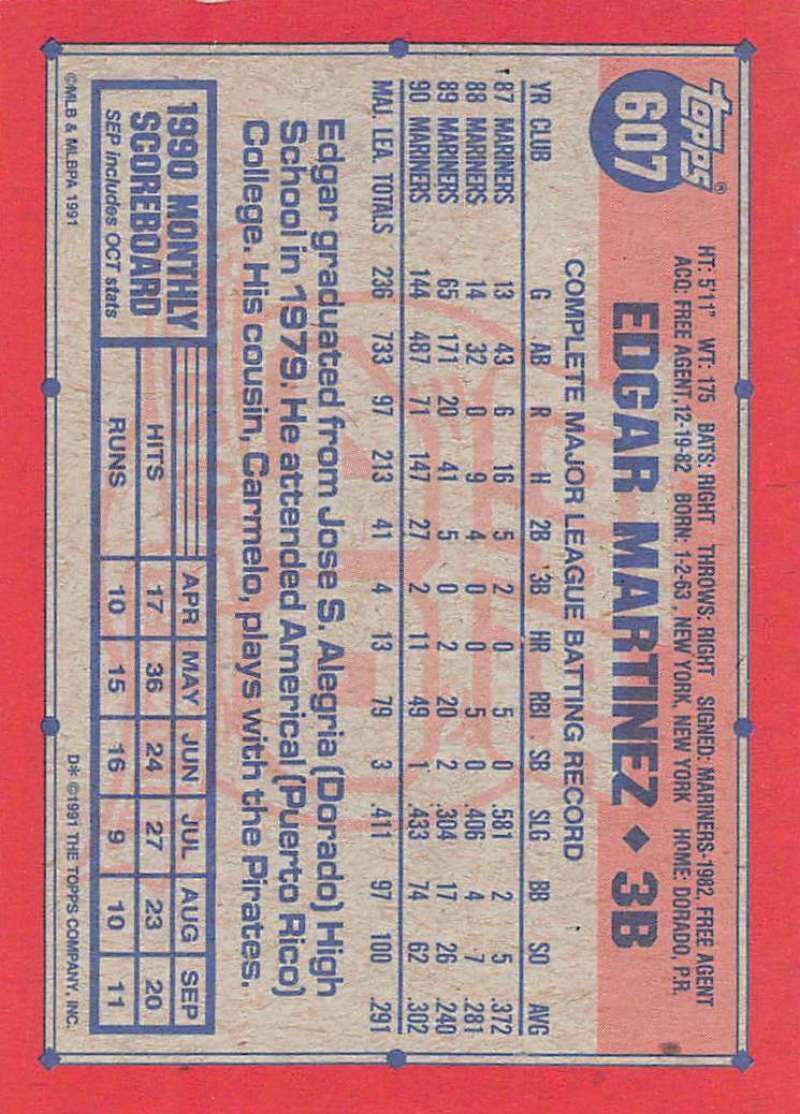 topps®
607
HT: 5'11" WT: 175 BATS: RIGHT THROWS: RIGHT SIGNED: MARINERS-1982, FREE AGENT
ACQ: FREE AGENT, 12-19-82 BORN: 1-2-63, NEW YORK, NEW YORK HOME: DORADO, P.R.
EDGAR MARTINEZ ◆ 3B
COMPLETE MAJOR LEAGUE BATTING RECORD
YR CLUB G AB R H 2B 3B HR RBI SB SLG BB SO AVG
'87 MARINERS 13 43 6 16 5 2 0 5 0 .581 2 5 .372
88 MARINERS 14 32 0 9 4 0 0 5 0 .406 4 7 .281
89 MARINERS 65 171 20 41 5 0 2 20 2 .304 17 26 .240
90 MARINERS 144 487 71 147 27 2 11 49 1 .433 74 62 .302
MAJ. LEA. TOTALS 236 733 97 213 41 4 13 79 3 .411 97 100 .291
Edgar graduated from Jose S. Alegria (Dorado) High
School in 1979. He attended Americal (Puerto Rico)
College. His cousin, Carmelo, plays with the Pirates.
1990 MONTHLY
SCOREBOARD
SEP includes OCT stats
APR MAY JUN JUL AUG SEP
HITS 17 36 24 27 23 20
RUNS 10 15 16 9 10 11
©MLB & MLBPA 1991
D* ©1991 THE TOPPS COMPANY, INC.